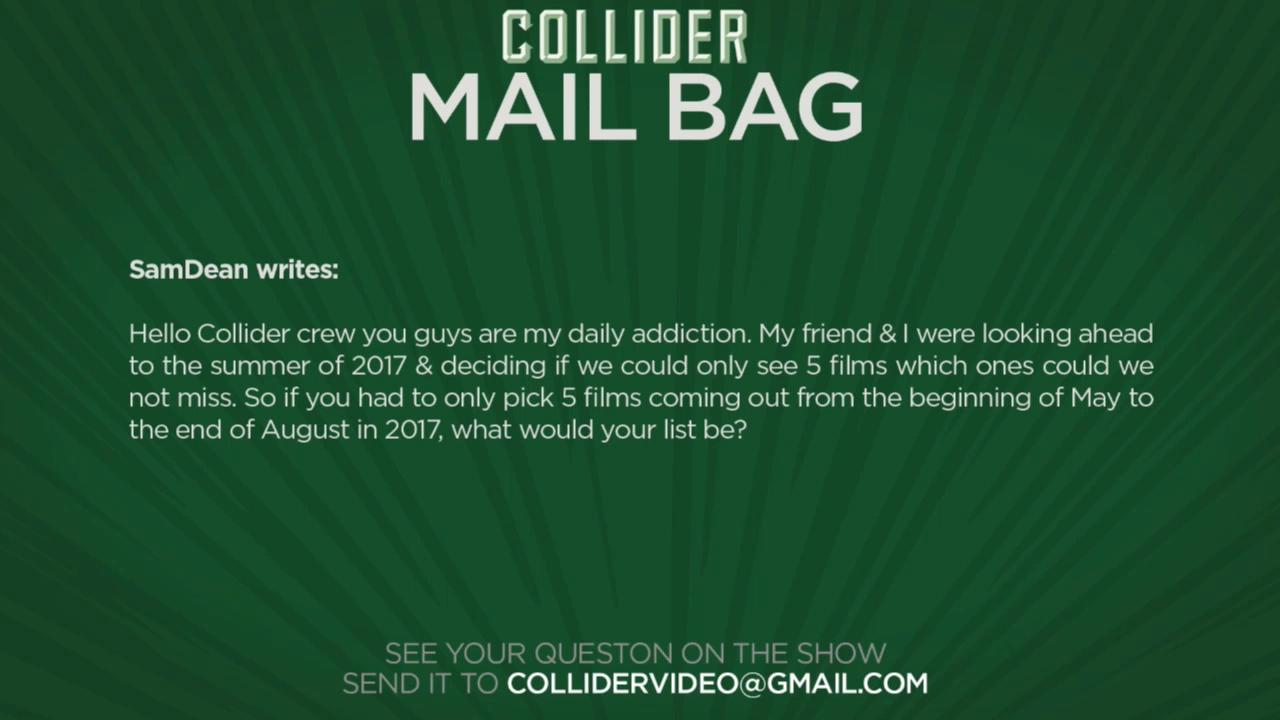 COLLIDER
MAIL BAG
SamDean writes:
Hello Collider crew you guys are my daily addiction. My friend & I were looking ahead
to the summer of 2017 & deciding if we could only see 5 films which ones could we
not miss. So if you had to only pick 5 films coming out from the beginning of May to
the end of August in 2017, what would your list be?
SEE YOUR QUESTON ON THE SHOW
SEND IT TO COLLIDERVIDEO@GMAIL.COM